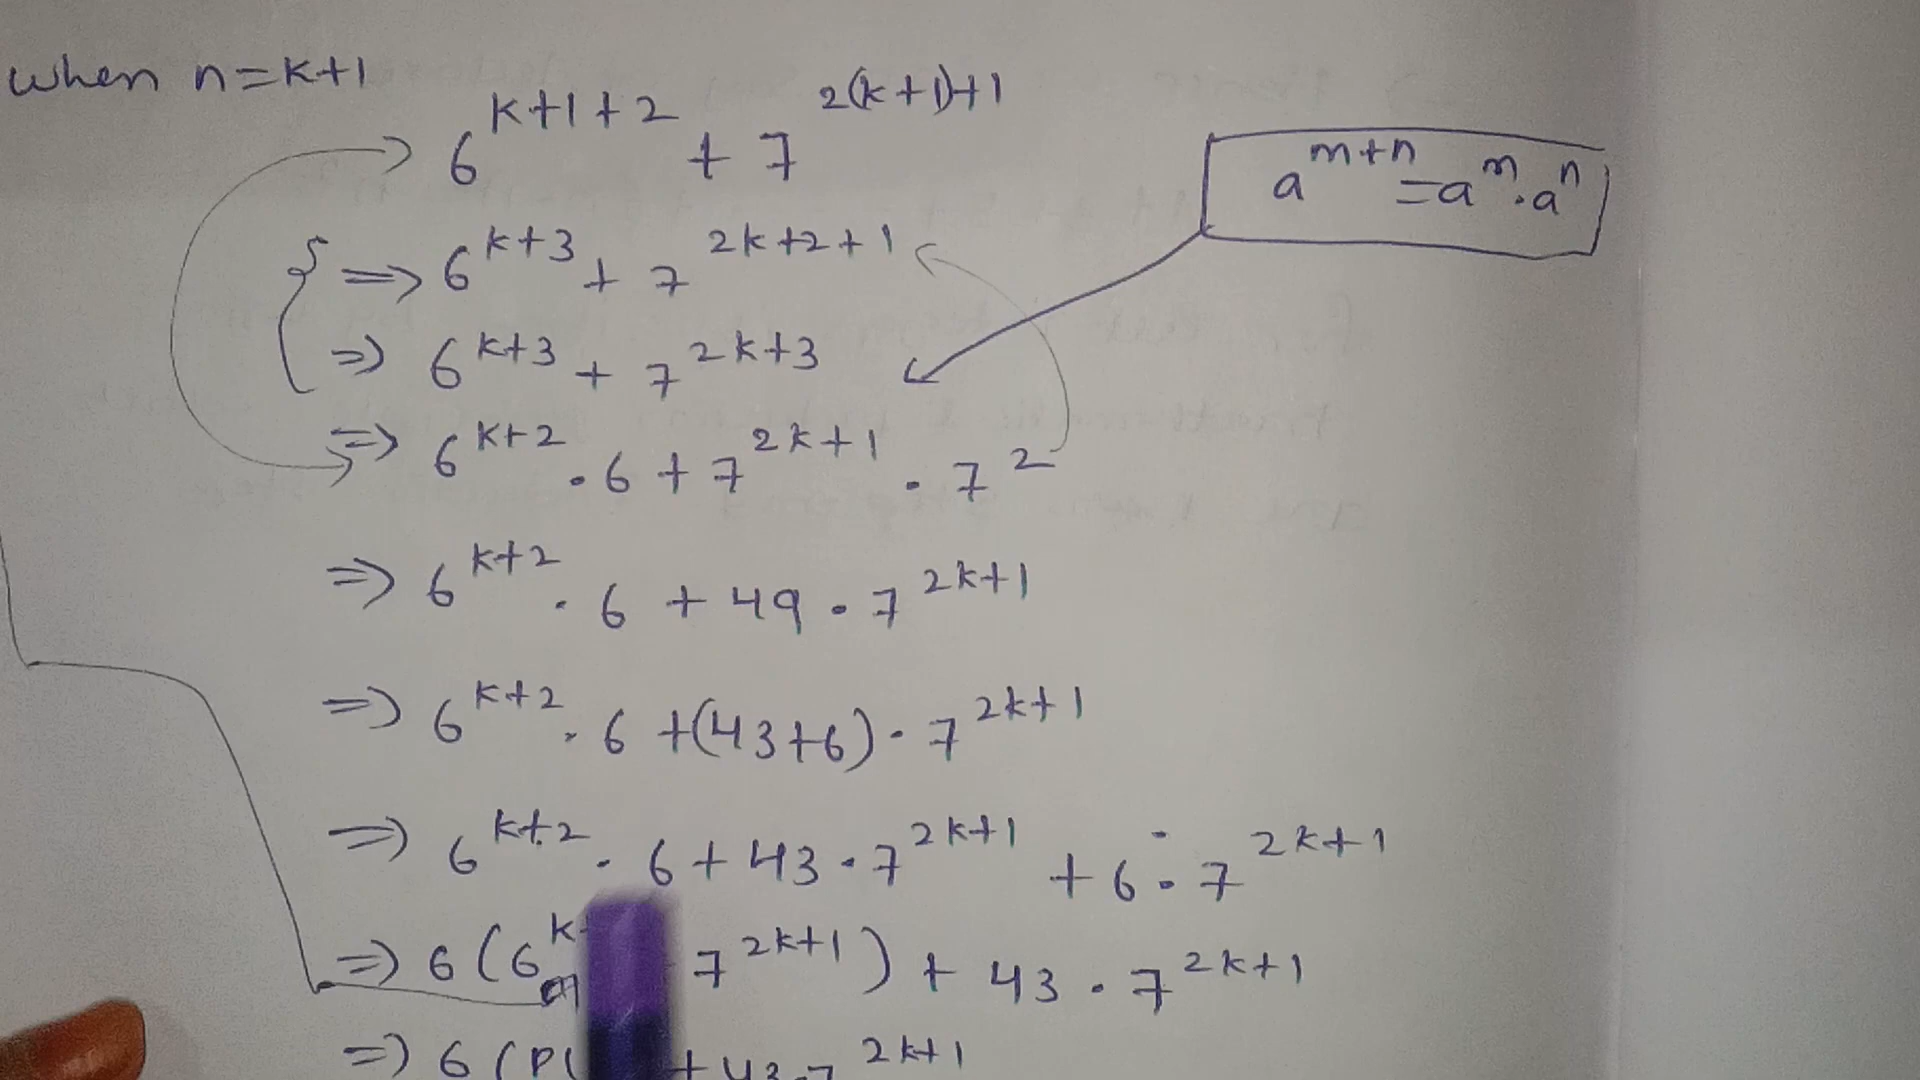 when n=k+1
6^{k+1+2} + 7^{2(k+1)+1}
a^{m+n} = a^m . a^n
=> 6^{k+3} + 7^{2k+2+1}
=> 6^{k+3} + 7^{2k+3}
=> 6^{k+2} . 6 + 7^{2k+1} . 7^2
=> 6^{k+2} . 6 + 49 . 7^{2k+1}
=> 6^{k+2} . 6 + (43+6) . 7^{2k+1}
=> 6^{k+2} . 6 + 43 . 7^{2k+1} + 6 . 7^{2k+1}
=> 6 (6^k 7^{2k+1}) + 43 . 7^{2k+1}
=> 6 (P( + 43 . 7^{2k+1}